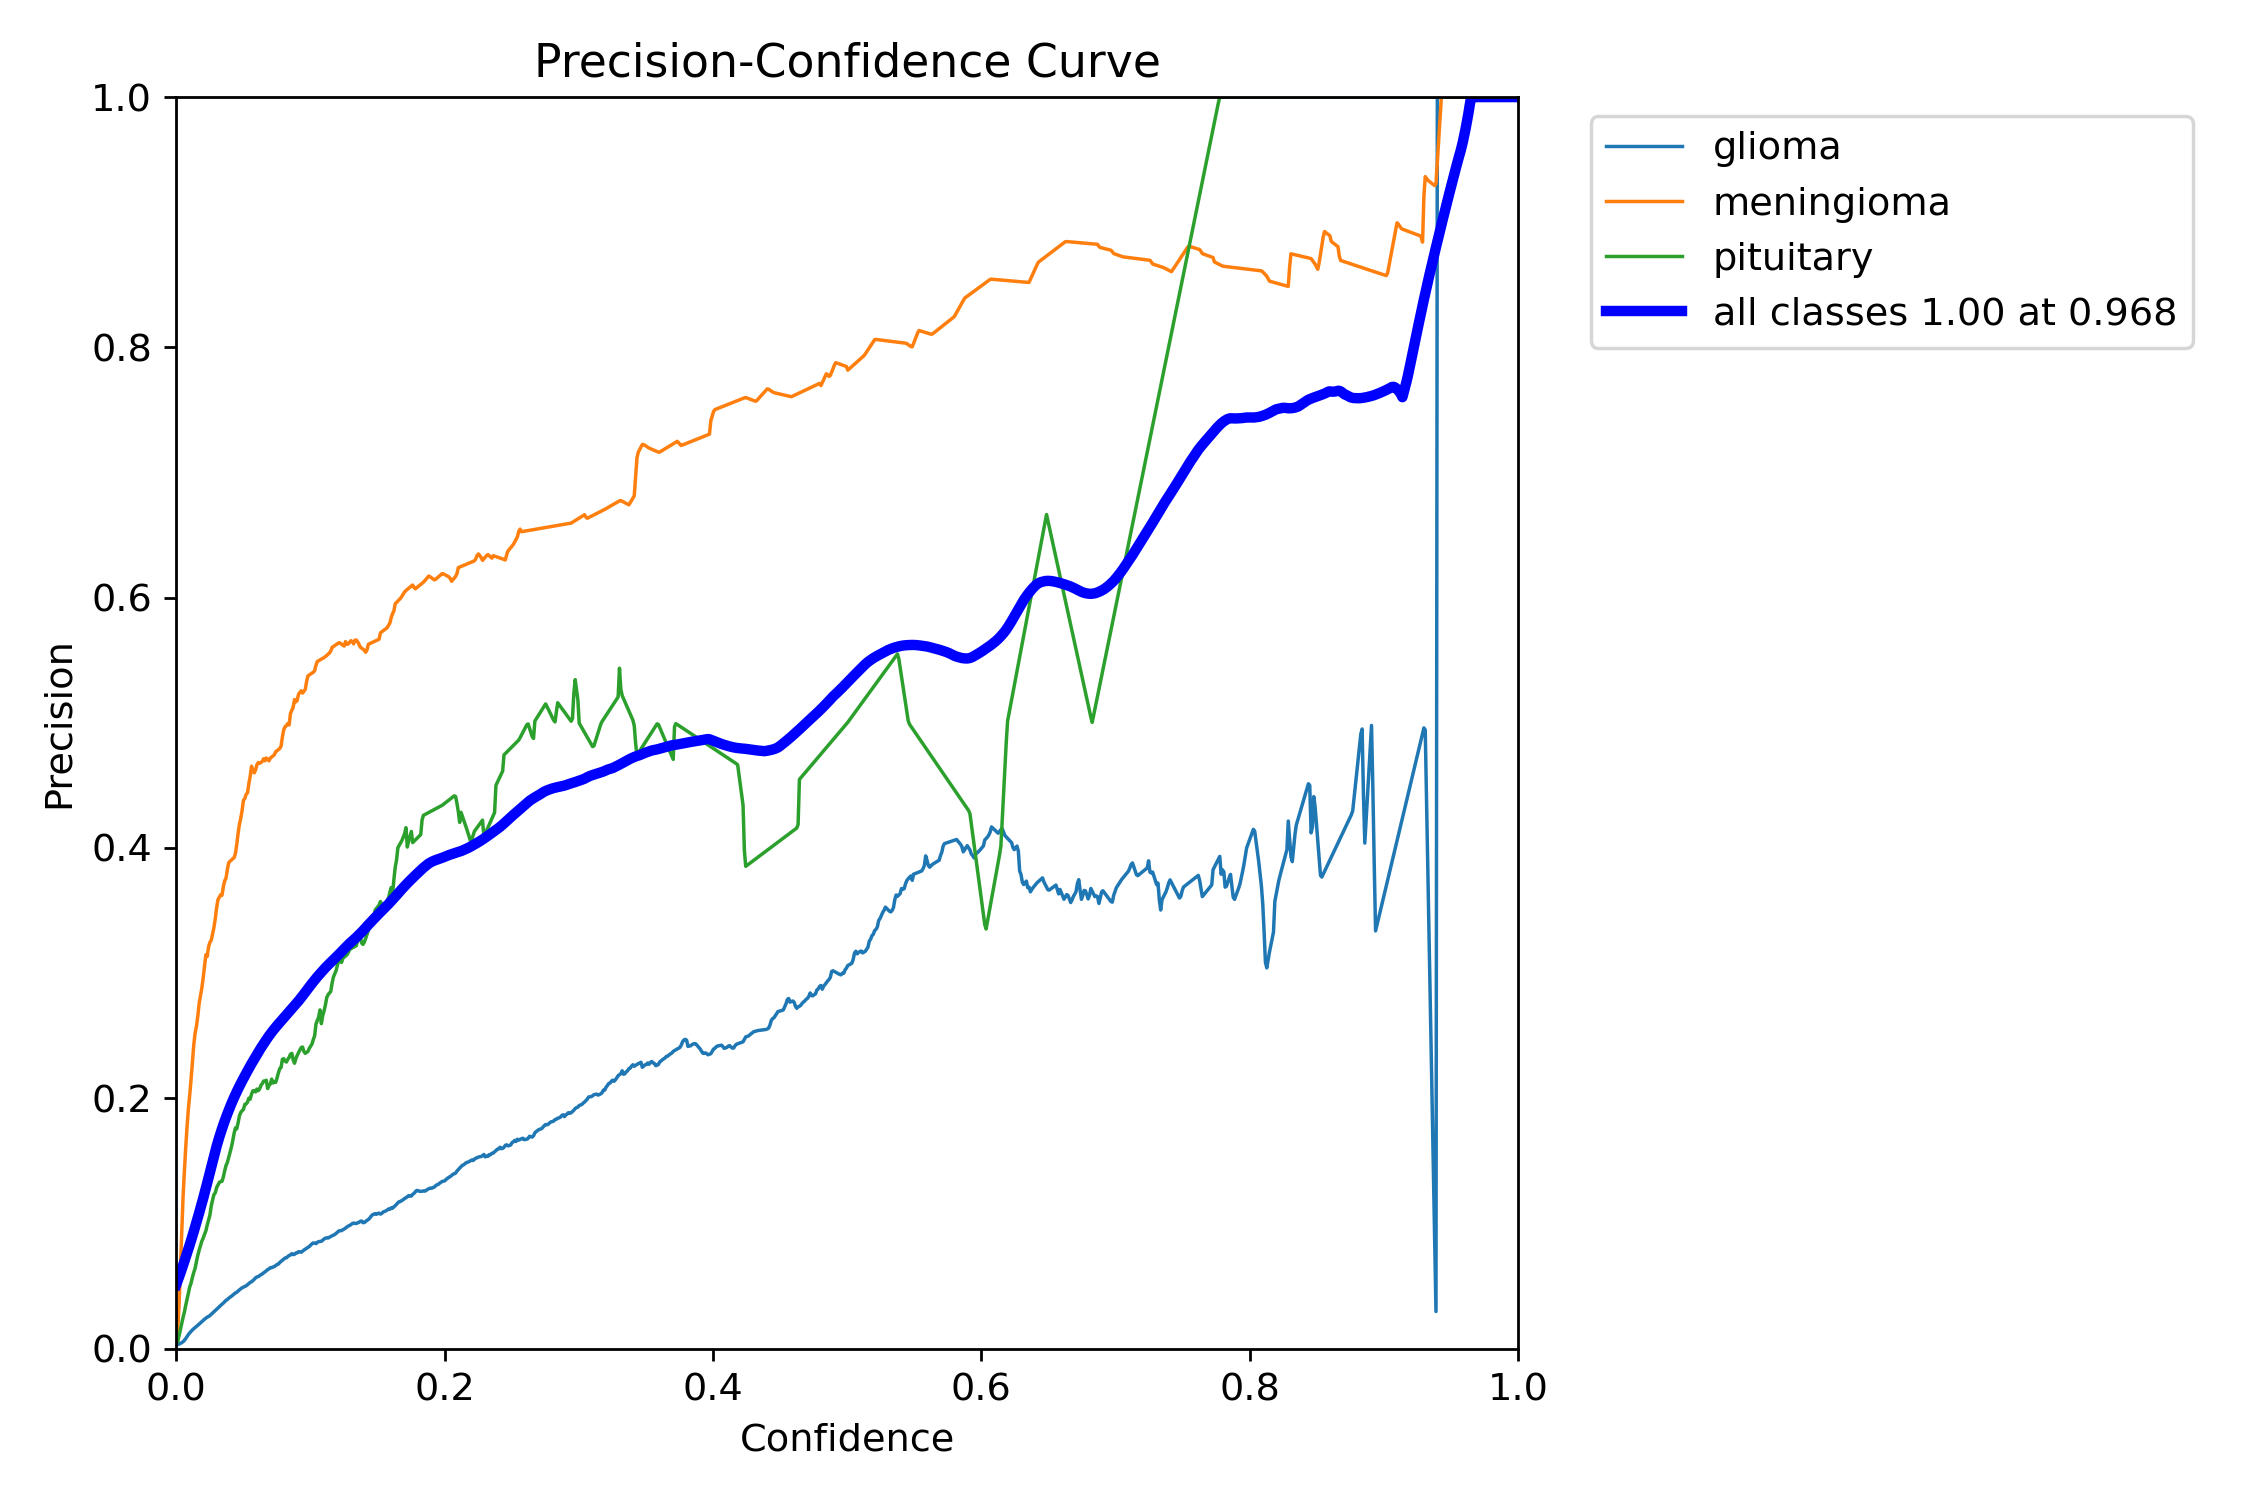 Precision-Confidence Curve
1.0
0.8
0.6
0.4
0.2
0.0
Precision
0.0 0.2 0.4 0.6 0.8 1.0
Confidence
glioma
meningioma
pituitary
all classes 1.00 at 0.968